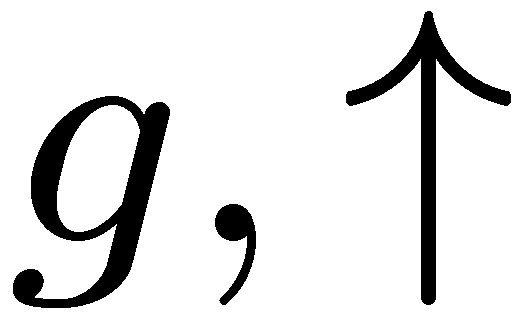 g, ↑